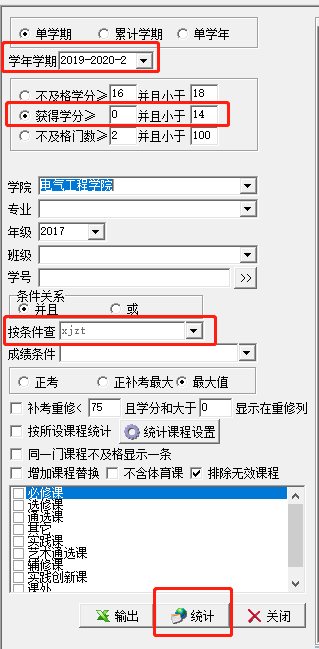 单学期 累计学期 单学年
学年学期 2019-2020-2
不及格学分≥ 16 并且小于 18
获得学分≥ 0 并且小于 14
不及格门数≥ 2 并且小于 100
学院 电气工程学院
专业
年级 2017
班级
学号 >>
条件关系
并且 或
按条件查 xjzt
成绩条件
正考 正补考最大 最大值
补考重修< 75 且学分和大于 0 显示在重修列
按所设课程统计 统计课程设置
同一门课程不及格显示一条
增加课程替换 不含体育课 排除无效课程
必修课
选修课
通选课
其它
实践课
艺术通选课
辅修课
实践创新课
课外
输出 统计 关闭